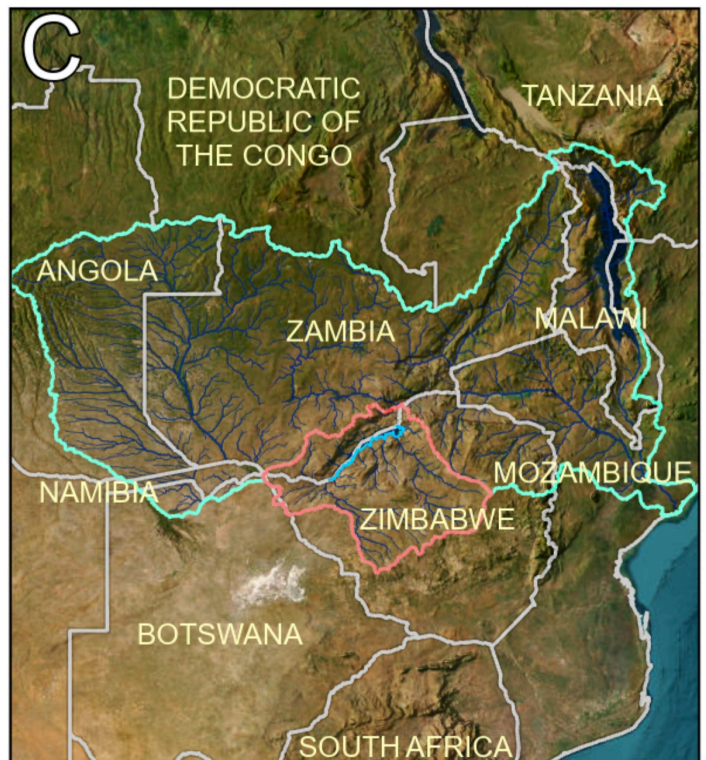 C
DEMOCRATIC
REPUBLIC OF
THE CONGO
TANZANIA
ANGOLA
ZAMBIA
MALAWI
NAMIBIA
MOZAMBIQUE
ZIMBABWE
BOTSWANA
SOUTH AFRICA